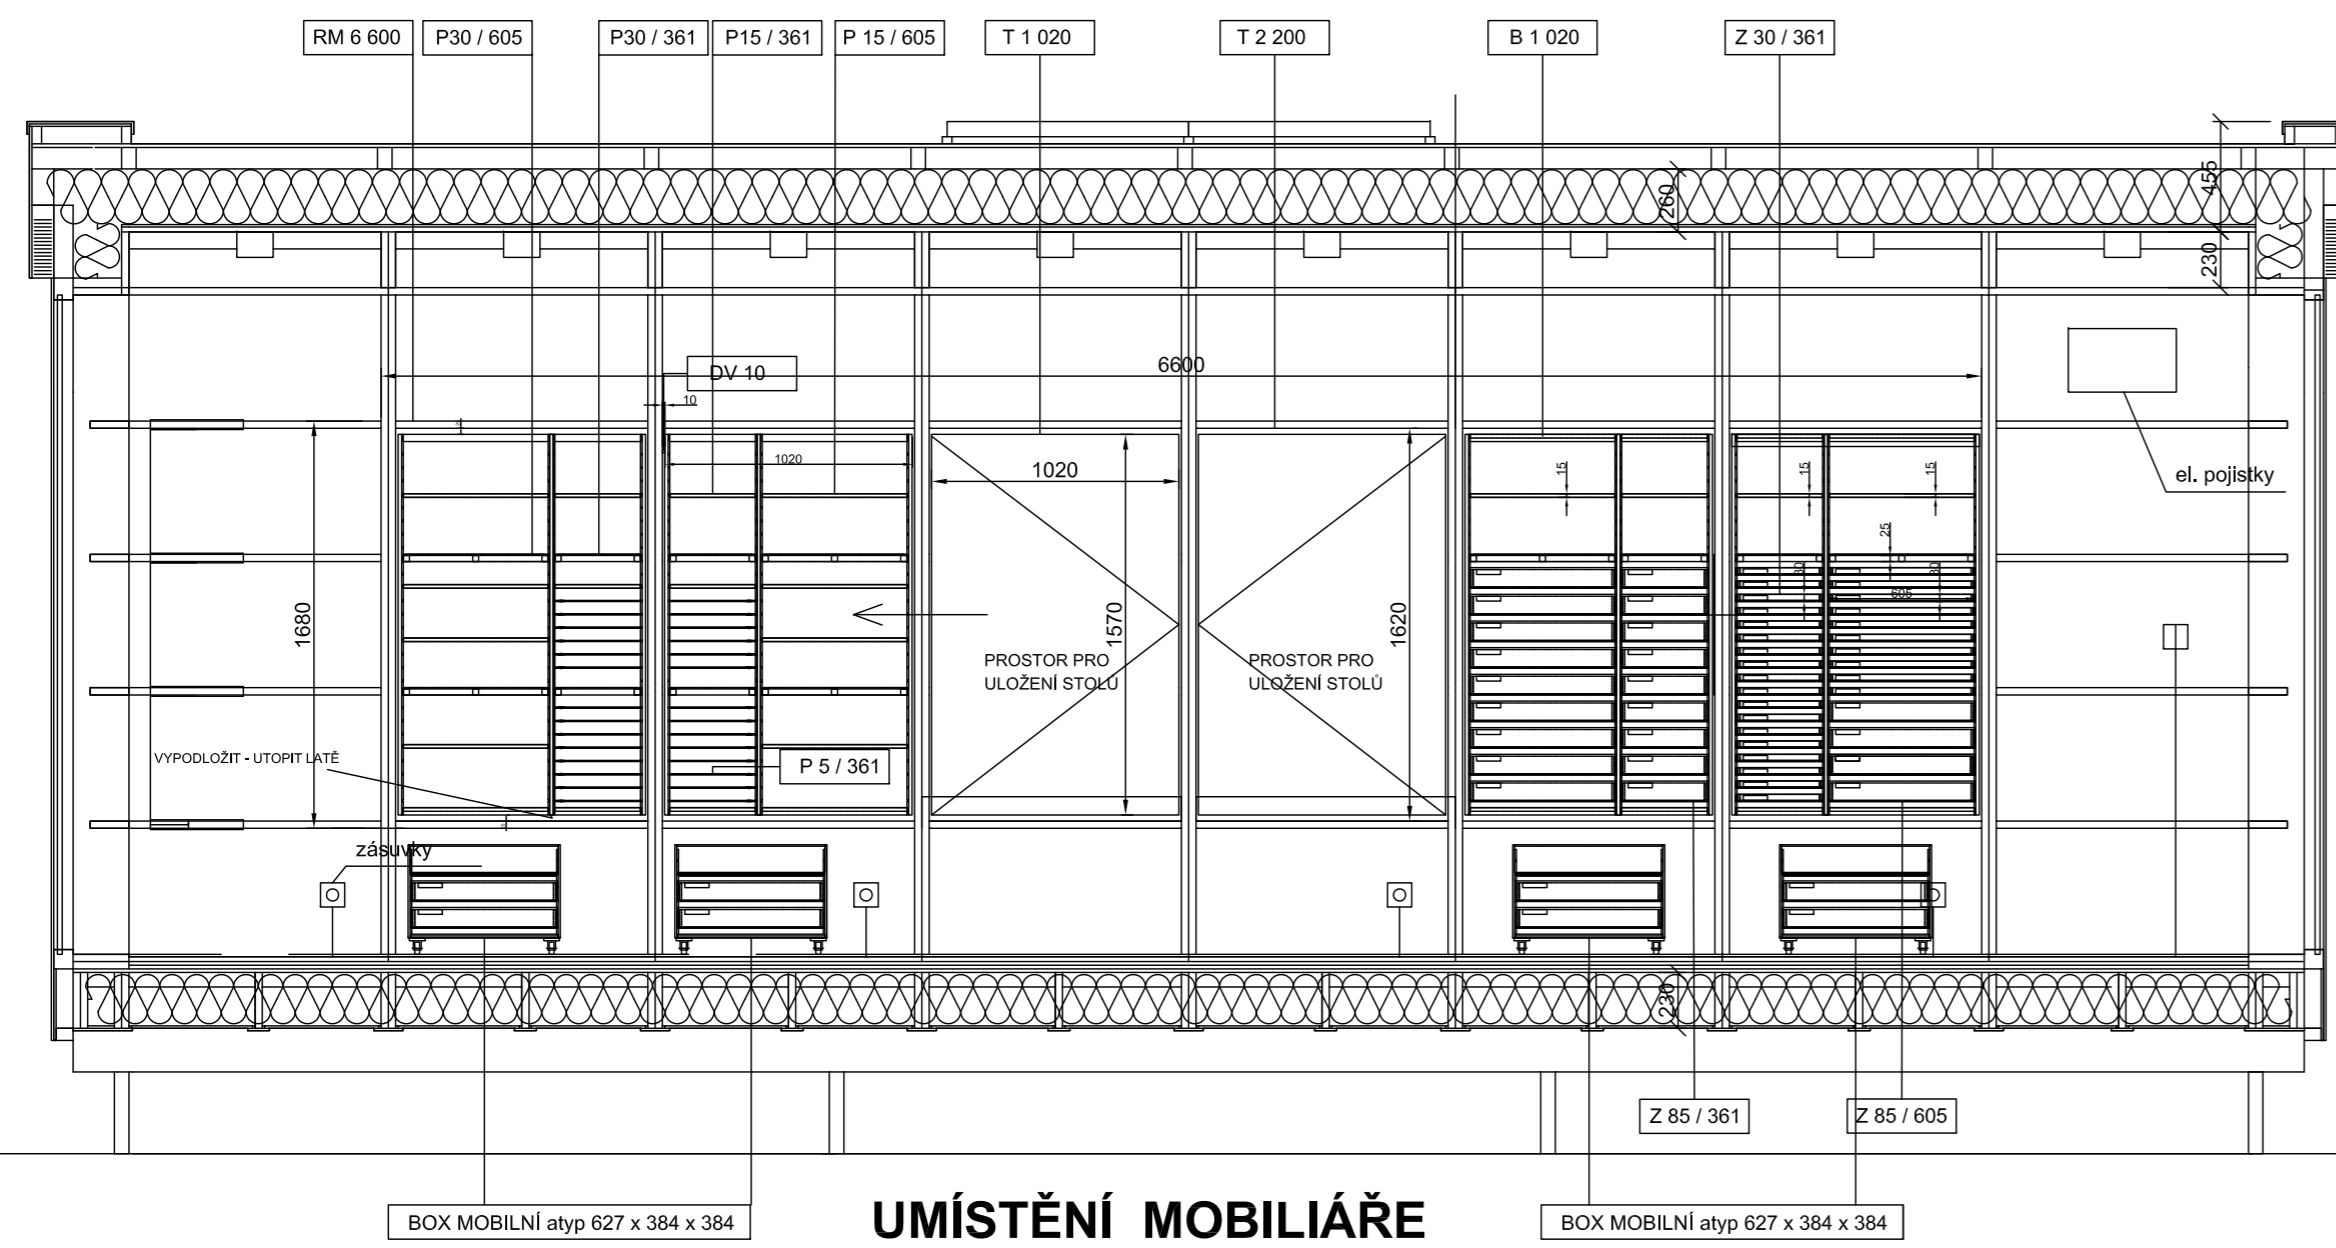 RM 6 600
P30 / 605
P30 / 361
P15 / 361
P 15 / 605
T 1 020
T 2 200
B 1 020
Z 30 / 361
455
260
230
6600
DV 10
10
1020
1020
15
15
15
el. pojistky
25
30
30
605
1680
1570
1620
PROSTOR PRO
ULOŽENÍ STOLŮ
PROSTOR PRO
ULOŽENÍ STOLŮ
VYPODLOŽIT - UTOPIT LATĚ
P 5 / 361
zásuvky
230
Z 85 / 361
Z 85 / 605
BOX MOBILNÍ atyp 627 x 384 x 384
UMÍSTĚNÍ MOBILIÁŘE
BOX MOBILNÍ atyp 627 x 384 x 384